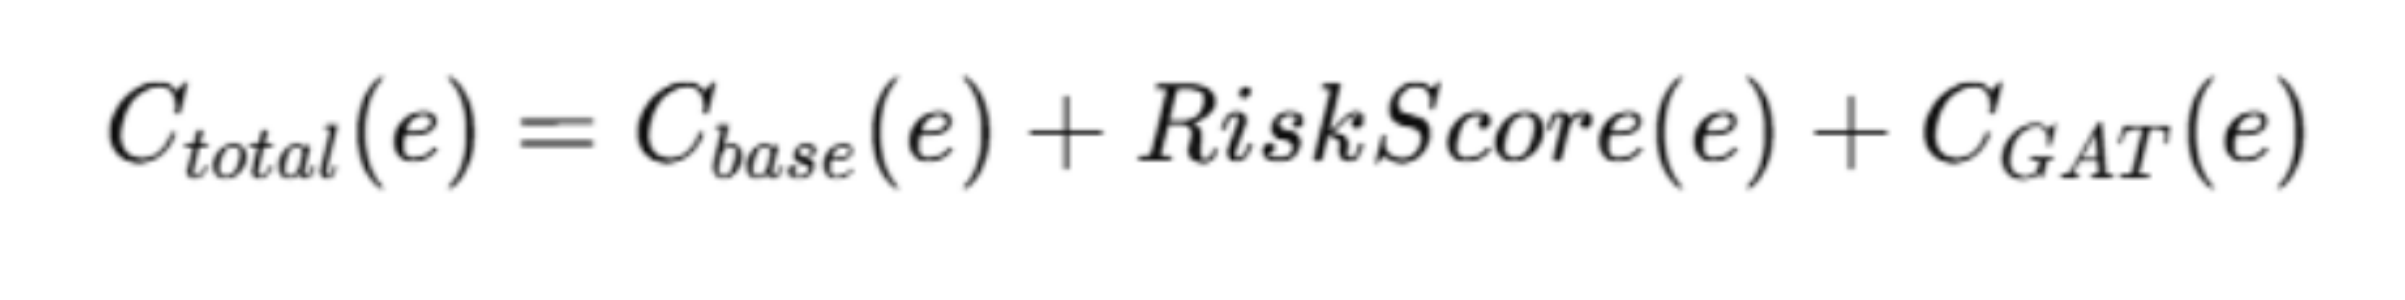 C_{total}(e) = C_{base}(e) + RiskScore(e) + C_{GAT}(e)